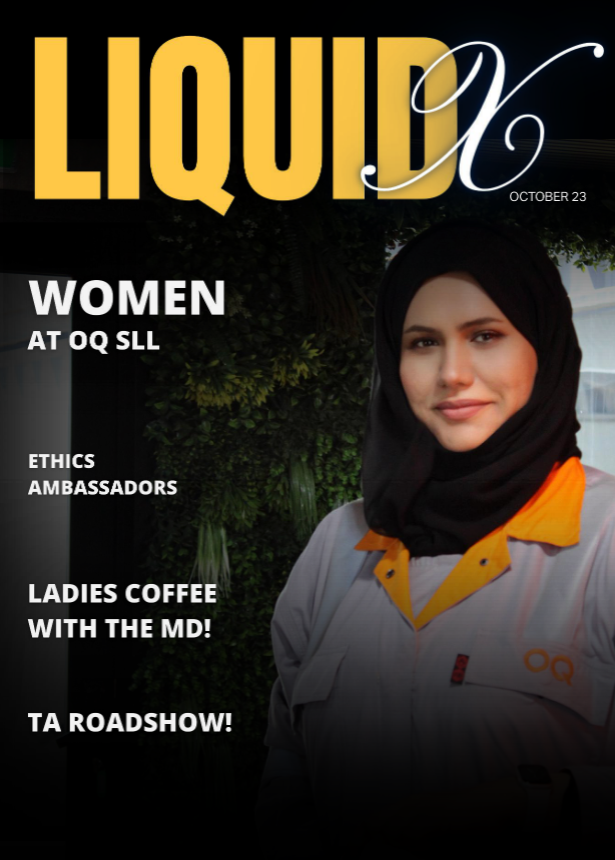 LIQUID X
OCTOBER 23
WOMEN
AT OQ SLL
ETHICS
AMBASSADORS
LADIES COFFEE
WITH THE MD!
TA ROADSHOW!
OQ